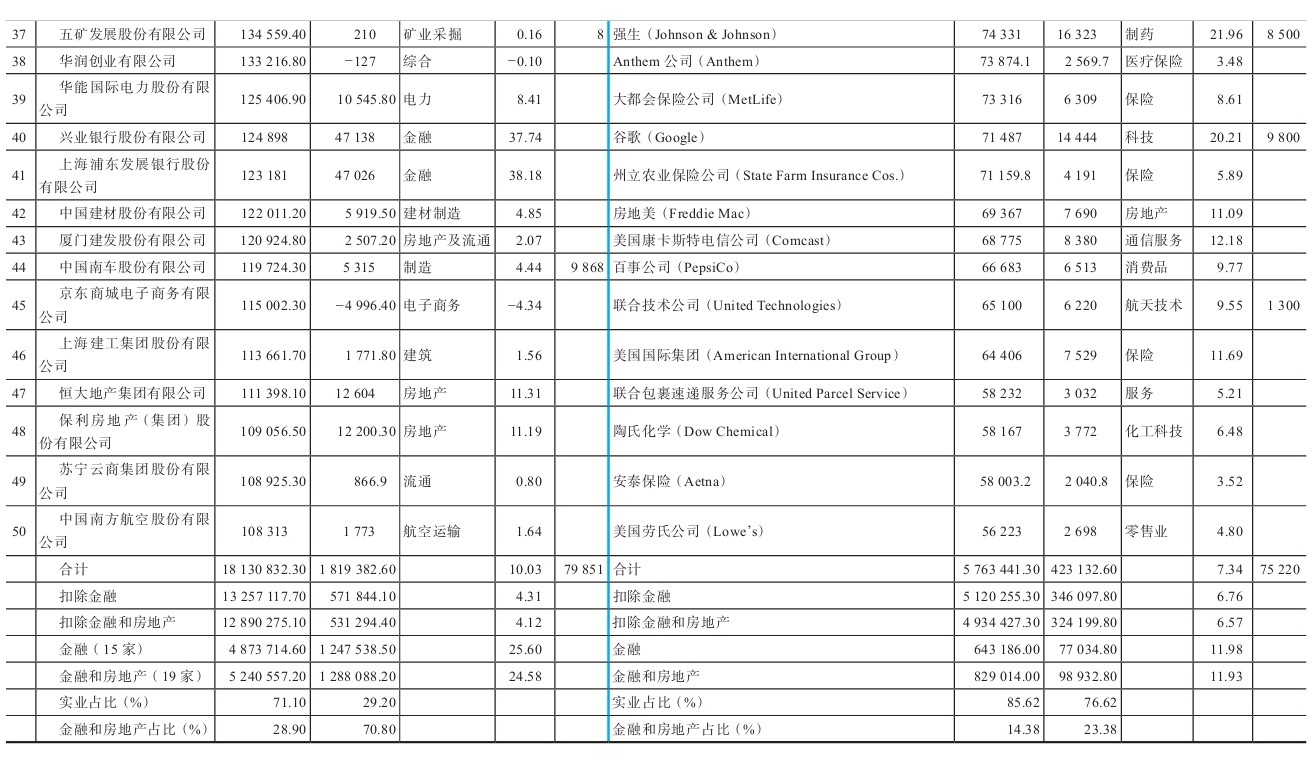 37 五矿发展股份有限公司 134 559.40 210 矿业采掘 0.16 8 强生（Johnson & Johnson） 74 331 16 323 制药 21.96 8 500
38 华润创业有限公司 133 216.80 −127 综合 −0.10 Anthem 公司（Anthem） 73 874.1 2 569.7 医疗保险 3.48
39 华能国际电力股份有限
公司 125 406.90 10 545.80 电力 8.41 大都会保险公司（MetLife） 73 316 6 309 保险 8.61
40 兴业银行股份有限公司 124 898 47 138 金融 37.74 谷歌（Google） 71 487 14 444 科技 20.21 9 800
41 上海浦东发展银行股份
有限公司 123 181 47 026 金融 38.18 州立农业保险公司（State Farm Insurance Cos.） 71 159.8 4 191 保险 5.89
42 中国建材股份有限公司 122 011.20 5 919.50 建材制造 4.85 房地美（Freddie Mac） 69 367 7 690 房地产 11.09
43 厦门建发股份有限公司 120 924.80 2 507.20 房地产及流通 2.07 美国康卡斯特电信公司（Comcast） 68 775 8 380 通信服务 12.18
44 中国南车股份有限公司 119 724.30 5 315 制造 4.44 9 868 百事公司（PepsiCo） 66 683 6 513 消费品 9.77
45 京东商城电子商务有限
公司 115 002.30 −4 996.40 电子商务 −4.34 联合技术公司（United Technologies） 65 100 6 220 航天技术 9.55 1 300
46 上海建工集团股份有限
公司 113 661.70 1 771.80 建筑 1.56 美国国际集团（American International Group） 64 406 7 529 保险 11.69
47 恒大地产集团有限公司 111 398.10 12 604 房地产 11.31 联合包裹速递服务公司（United Parcel Service） 58 232 3 032 服务 5.21
48 保利房地产（集团）股
份有限公司 109 056.50 12 200.30 房地产 11.19 陶氏化学（Dow Chemical） 58 167 3 772 化工科技 6.48
49 苏宁云商集团股份有限
公司 108 925.30 866.9 流通 0.80 安泰保险（Aetna） 58 003.2 2 040.8 保险 3.52
50 中国南方航空股份有限
公司 108 313 1 773 航空运输 1.64 美国劳氏公司（Lowe's） 56 223 2 698 零售业 4.80
合计 18 130 832.30 1 819 382.60 10.03 79 851 合计 5 763 441.30 423 132.60 7.34 75 220
扣除金融 13 257 117.70 571 844.10 4.31 扣除金融 5 120 255.30 346 097.80 6.76
扣除金融和房地产 12 890 275.10 531 294.40 4.12 扣除金融和房地产 4 934 427.30 324 199.80 6.57
金融（15 家） 4 873 714.60 1 247 538.50 25.60 金融 643 186.00 77 034.80 11.98
金融和房地产（19 家） 5 240 557.20 1 288 088.20 24.58 金融和房地产 829 014.00 98 932.80 11.93
实业占比（%） 71.10 29.20 实业占比（%） 85.62 76.62
金融和房地产占比（%） 28.90 70.80 金融和房地产占比（%） 14.38 23.38